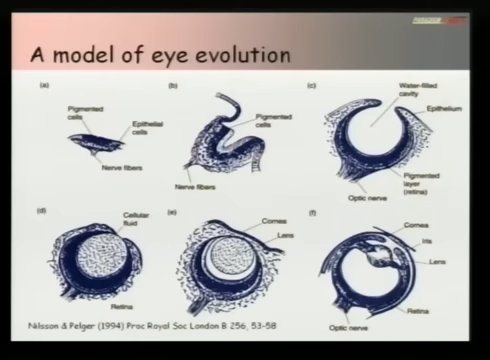 A model of eye evolution
(a)
Pigmented
cells
Epithelial
cells
Nerve fibers
(b)
Pigmented
cells
Nerve fibers
(c)
Water-filled
cavity
Epithelium
Pigmented
layer
(retina)
Optic nerve
(d)
Cellular
fluid
Retina
(e)
Cornea
Lens
(f)
Cornea
Iris
Lens
Retina
Optic nerve
Nilsson & Pelger (1994) Proc Royal Soc London B 256, 53-58